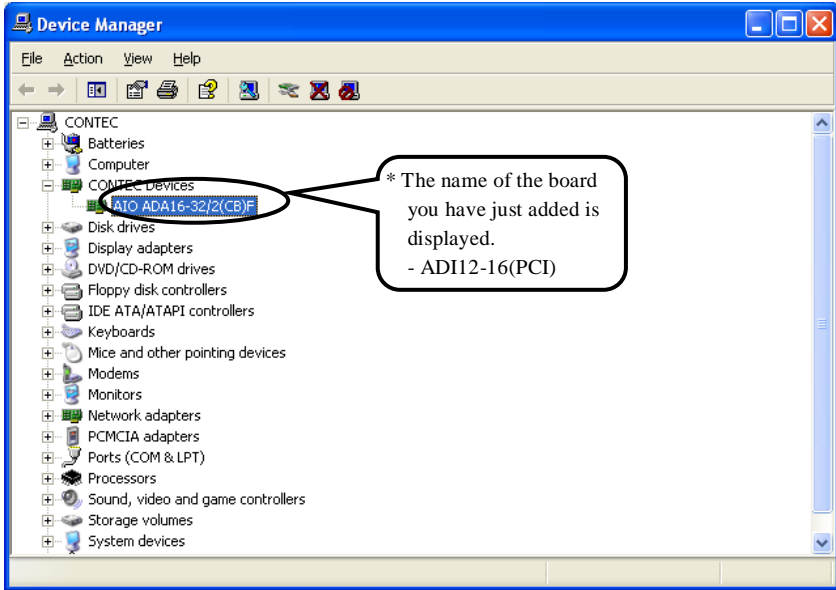 Device Manager
File Action View Help
CONTEC
Batteries
Computer
CONTEC Devices
AIO ADA16-32/2(CB)F
Disk drives
Display adapters
DVD/CD-ROM drives
Floppy disk controllers
IDE ATA/ATAPI controllers
Keyboards
Mice and other pointing devices
Modems
Monitors
Network adapters
PCMCIA adapters
Ports (COM & LPT)
Processors
Sound, video and game controllers
Storage volumes
System devices
* The name of the board
you have just added is
displayed.
- ADI12-16(PCI)